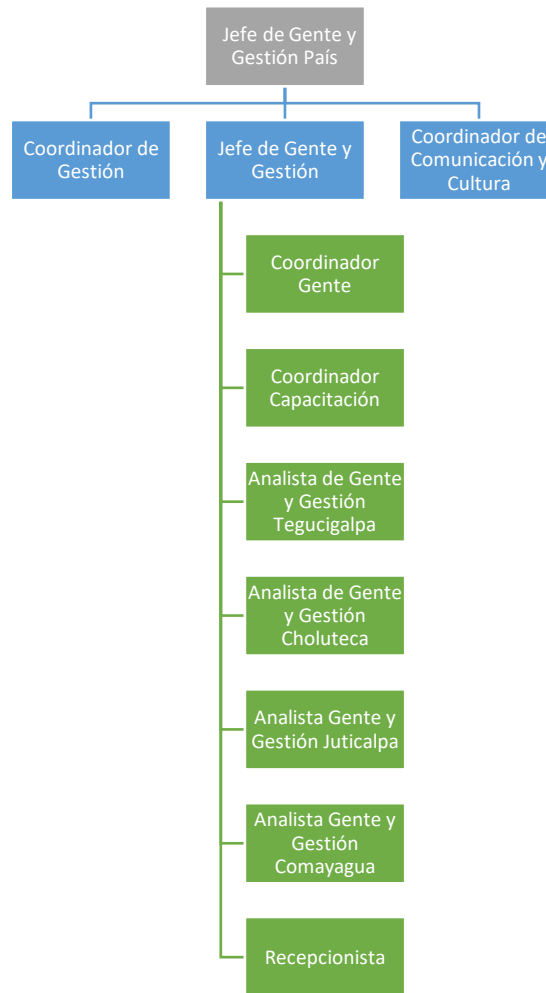 Jefe de Gente y
Gestión País
Coordinador de
Gestión
Jefe de Gente y
Gestión
Coordinador de
Comunicación y
Cultura
Coordinador
Gente
Coordinador
Capacitación
Analista de Gente
y Gestión
Tegucigalpa
Analista de Gente
y Gestión
Choluteca
Analista Gente y
Gestión Juticalpa
Analista Gente y
Gestión
Comayagua
Recepcionista